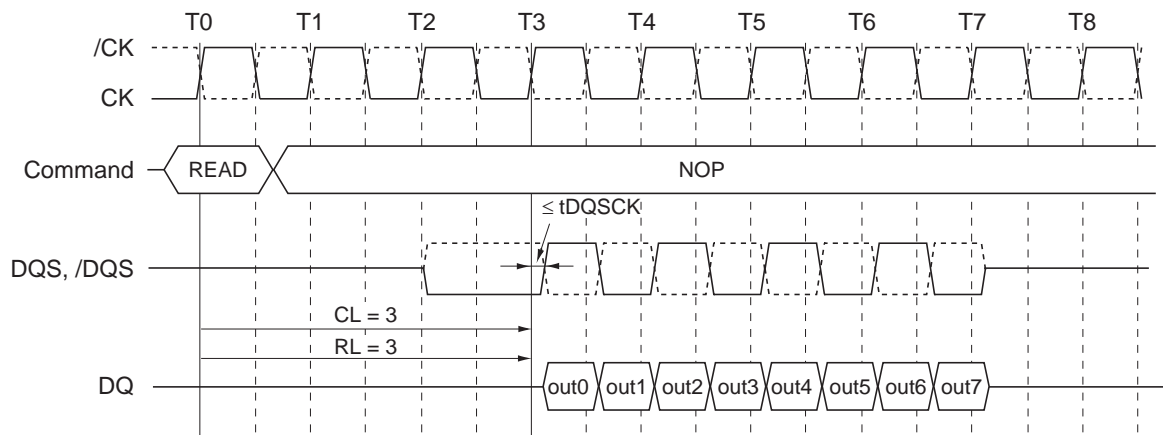 T0 T1 T2 T3 T4 T5 T6 T7 T8
/CK
CK
Command READ NOP
≤ tDQSCK
DQS, /DQS
CL = 3
RL = 3
DQ out0 out1 out2 out3 out4 out5 out6 out7